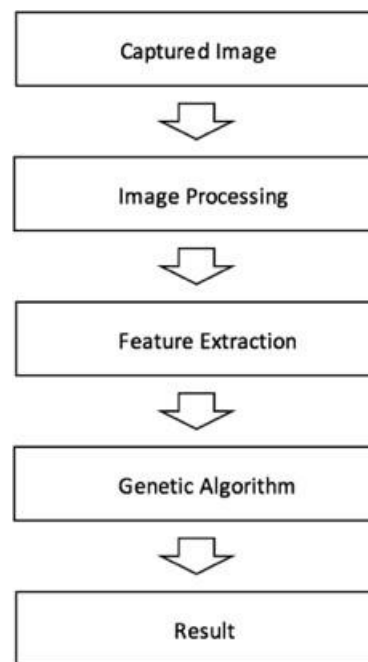 Captured Image
Image Processing
Feature Extraction
Genetic Algorithm
Result